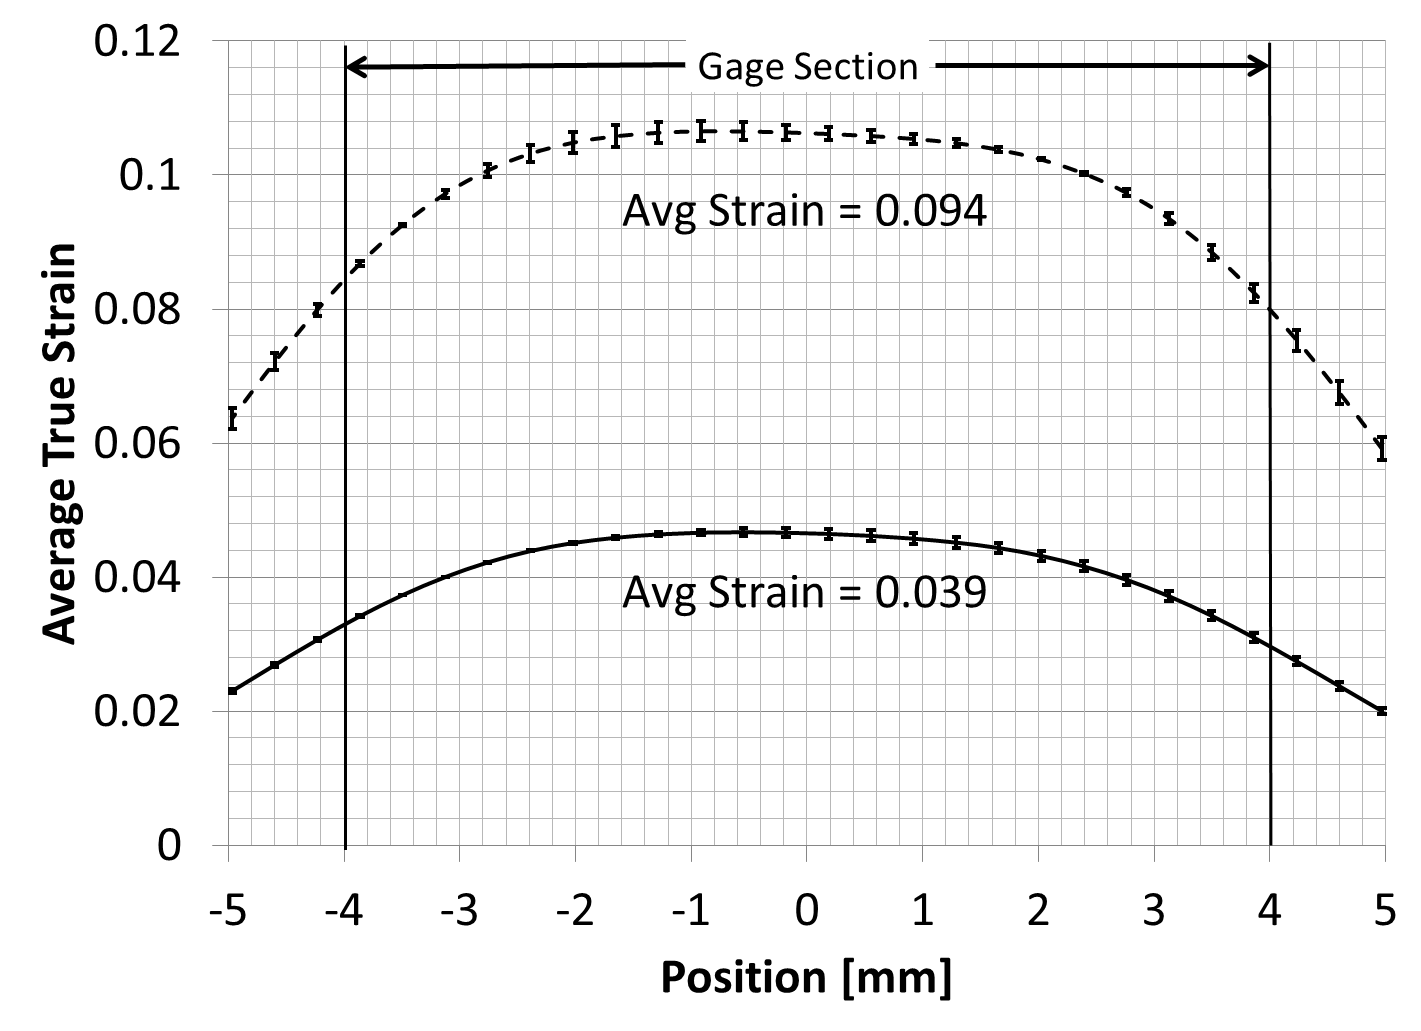 0.12
Gage Section
0.1
Avg Strain = 0.094
0.08
0.06
0.04
Avg Strain = 0.039
0.02
0
Average True Strain
-5 -4 -3 -2 -1 0 1 2 3 4 5
Position [mm]